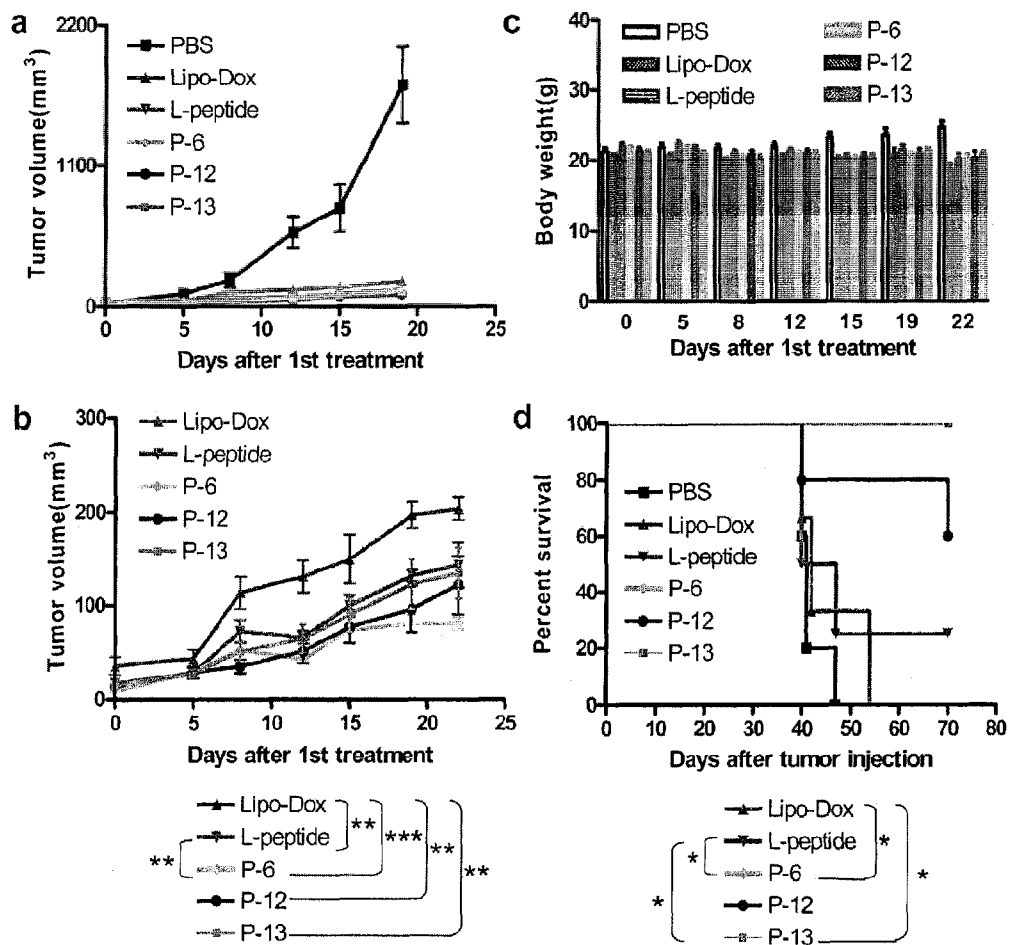 a
Tumor volume(mm3)
2200
1100
0
PBS
Lipo-Dox
L-peptide
P-6
P-12
P-13
0 5 10 15 20 25
Days after 1st treatment
c
Body weight(g)
40
30
20
10
0
PBS
Lipo-Dox
L-peptide
P-6
P-12
P-13
0 5 8 12 15 19 22
Days after 1st treatment
b
Tumor volume(mm3)
300
200
100
0
Lipo-Dox
L-peptide
P-6
P-12
P-13
0 5 10 15 20 25
Days after 1st treatment
Lipo-Dox
L-peptide
P-6
P-12
P-13
**
**
***
**
**
d
Percent survival
100
80
60
40
20
0
PBS
Lipo-Dox
L-peptide
P-6
P-12
P-13
0 10 20 30 40 50 60 70 80
Days after tumor injection
Lipo-Dox
L-peptide
P-6
P-12
P-13
*
*
*
*